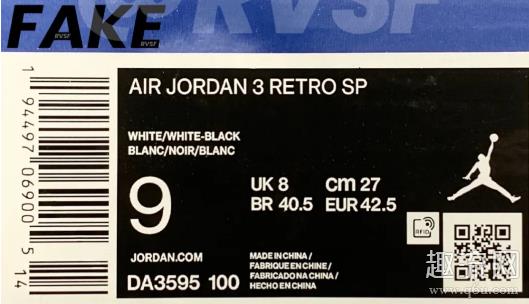 FAKE
RVSF
@RVSF
AIR JORDAN 3 RETRO SP
WHITE/WHITE-BLACK
BLANC/NOIR/BLANC
9
UK 8
cm 27
BR 40.5
EUR 42.5
RFID
JORDAN.COM
DA3595 100
MADE IN CHINA /
FABRIQUE EN CHINE /
FABRICADO NA CHINA /
HECHO EN CHINA
1 94497 06900 5 14